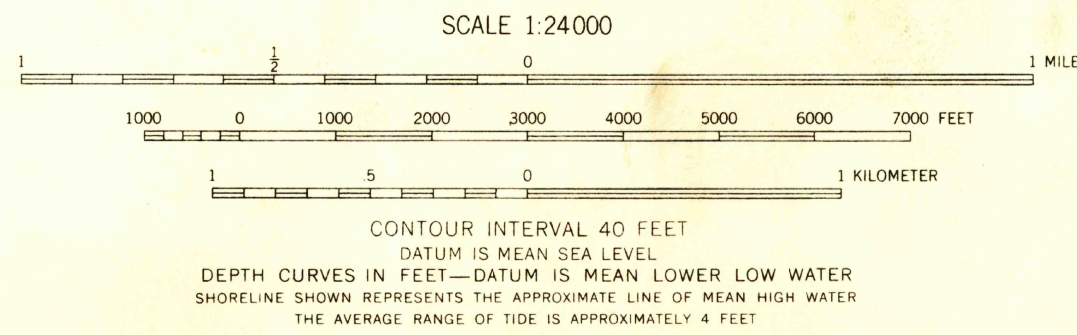 SCALE 1:24000
1 1/2 0 1 MILE
1000 0 1000 2000 3000 4000 5000 6000 7000 FEET
1 .5 0 1 KILOMETER
CONTOUR INTERVAL 40 FEET
DATUM IS MEAN SEA LEVEL
DEPTH CURVES IN FEET—DATUM IS MEAN LOWER LOW WATER
SHORELINE SHOWN REPRESENTS THE APPROXIMATE LINE OF MEAN HIGH WATER
THE AVERAGE RANGE OF TIDE IS APPROXIMATELY 4 FEET